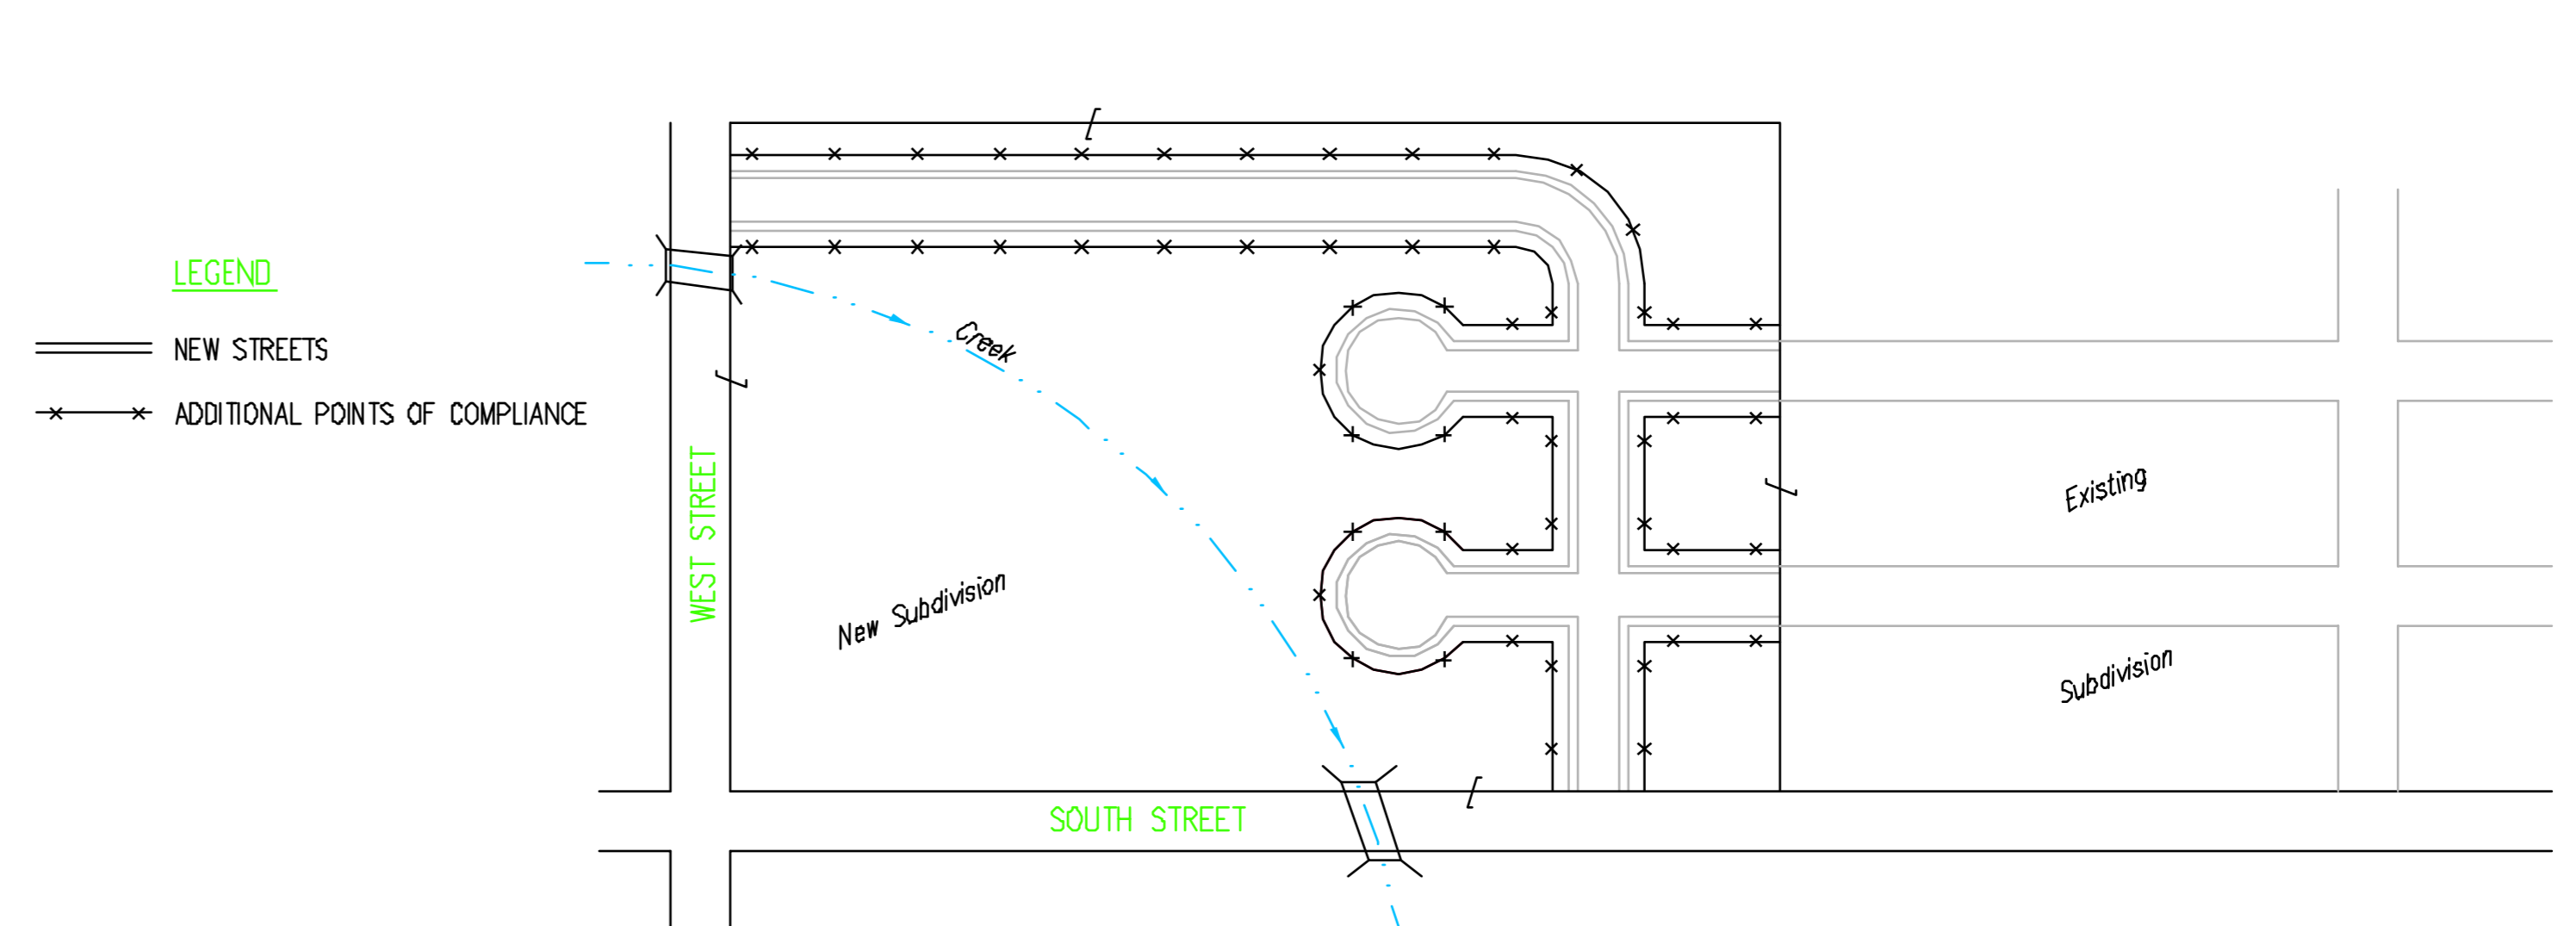 LEGEND
NEW STREETS
ADDITIONAL POINTS OF COMPLIANCE
Creek
WEST STREET
New Subdivision
SOUTH STREET
Existing
Subdivision